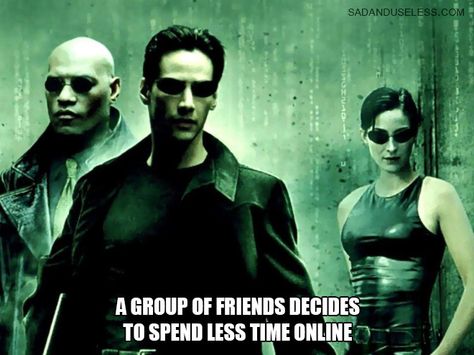 SADANDUSELESS.COM
A GROUP OF FRIENDS DECIDES
TO SPEND LESS TIME ONLINE